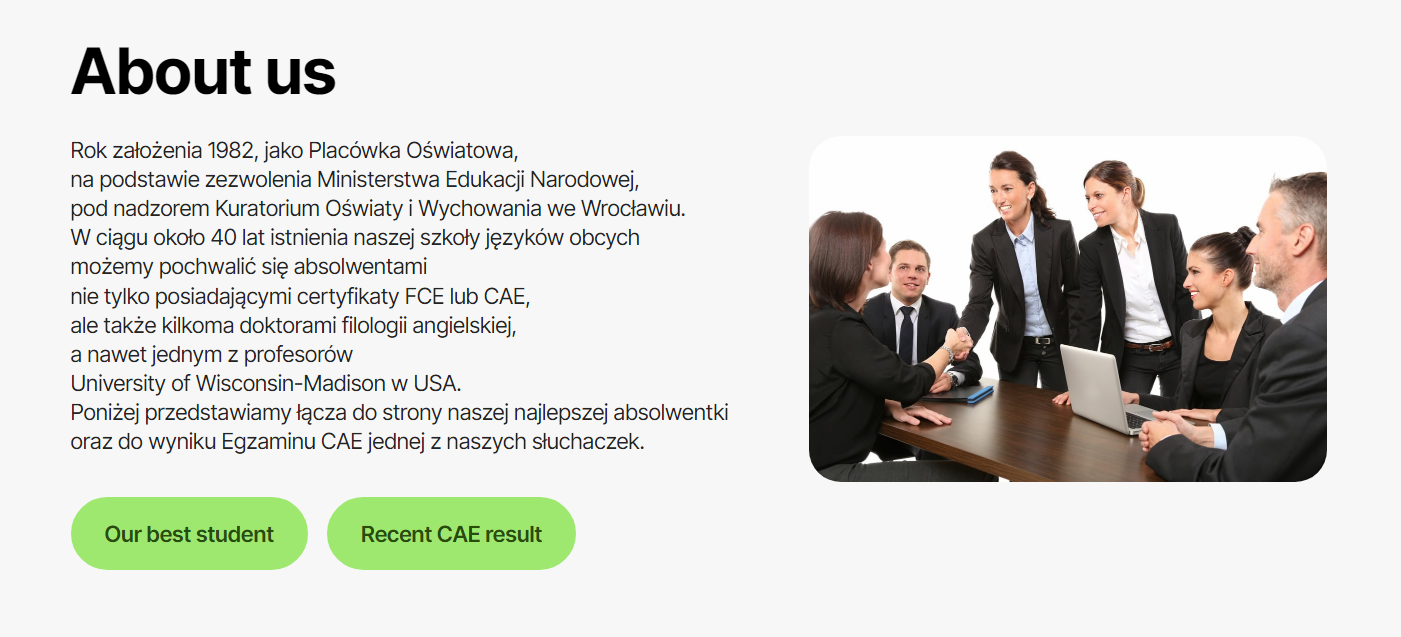 About us
Rok założenia 1982, jako Placówka Oświatowa,
na podstawie zezwolenia Ministerstwa Edukacji Narodowej,
pod nadzorem Kuratorium Oświaty i Wychowania we Wrocławiu.
W ciągu około 40 lat istnienia naszej szkoły języków obcych
możemy pochwalić się absolwentami
nie tylko posiadającymi certyfikaty FCE lub CAE,
ale także kilkoma doktorami filologii angielskiej,
a nawet jednym z profesorów
University of Wisconsin-Madison w USA.
Poniżej przedstawiamy łącza do strony naszej najlepszej absolwentki
oraz do wyniku Egzaminu CAE jednej z naszych słuchaczek.
Our best student
Recent CAE result